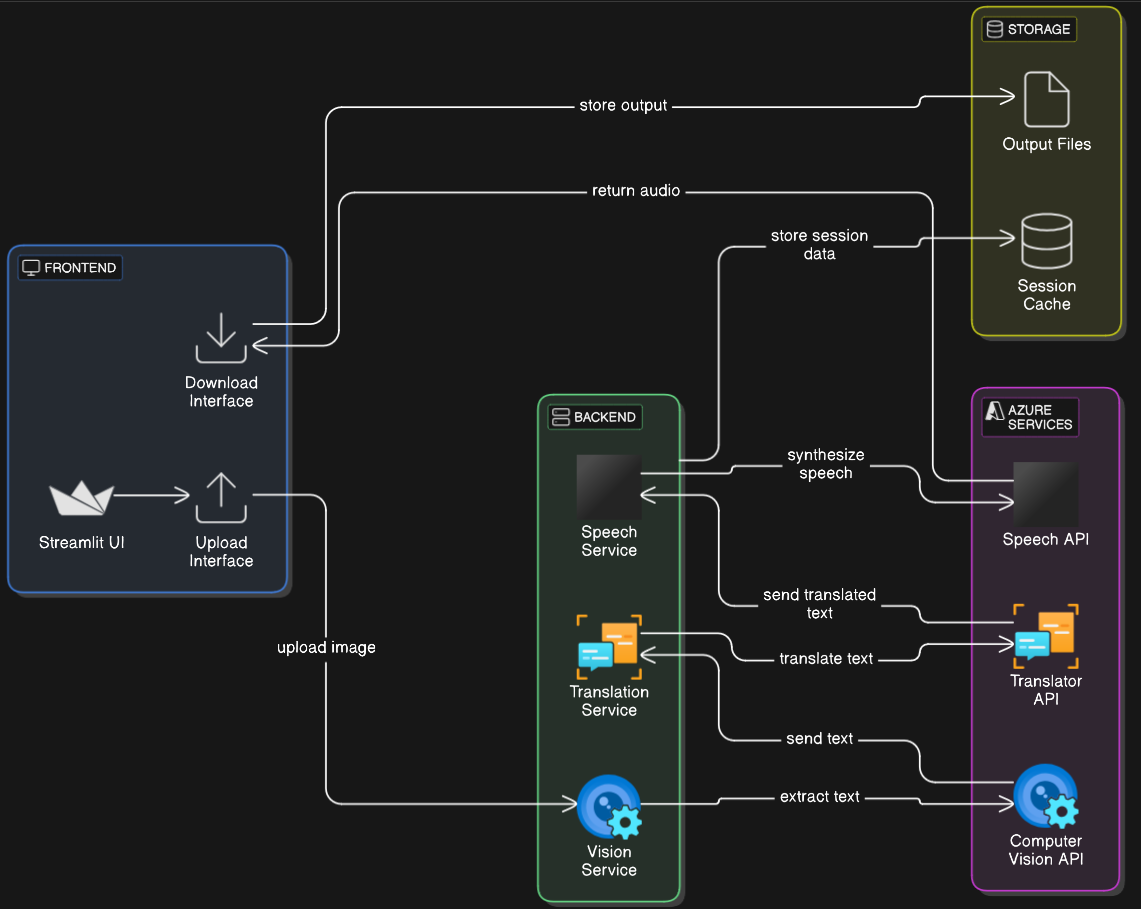 STORAGE
Output Files
Session
Cache
store output
return audio
store session
data
FRONTEND
Download
Interface
Streamlit UI
Upload
Interface
upload image
BACKEND
Speech
Service
Translation
Service
Vision
Service
synthesize
speech
send translated
text
translate text
send text
extract text
AZURE
SERVICES
Speech API
Translator
API
Computer
Vision API